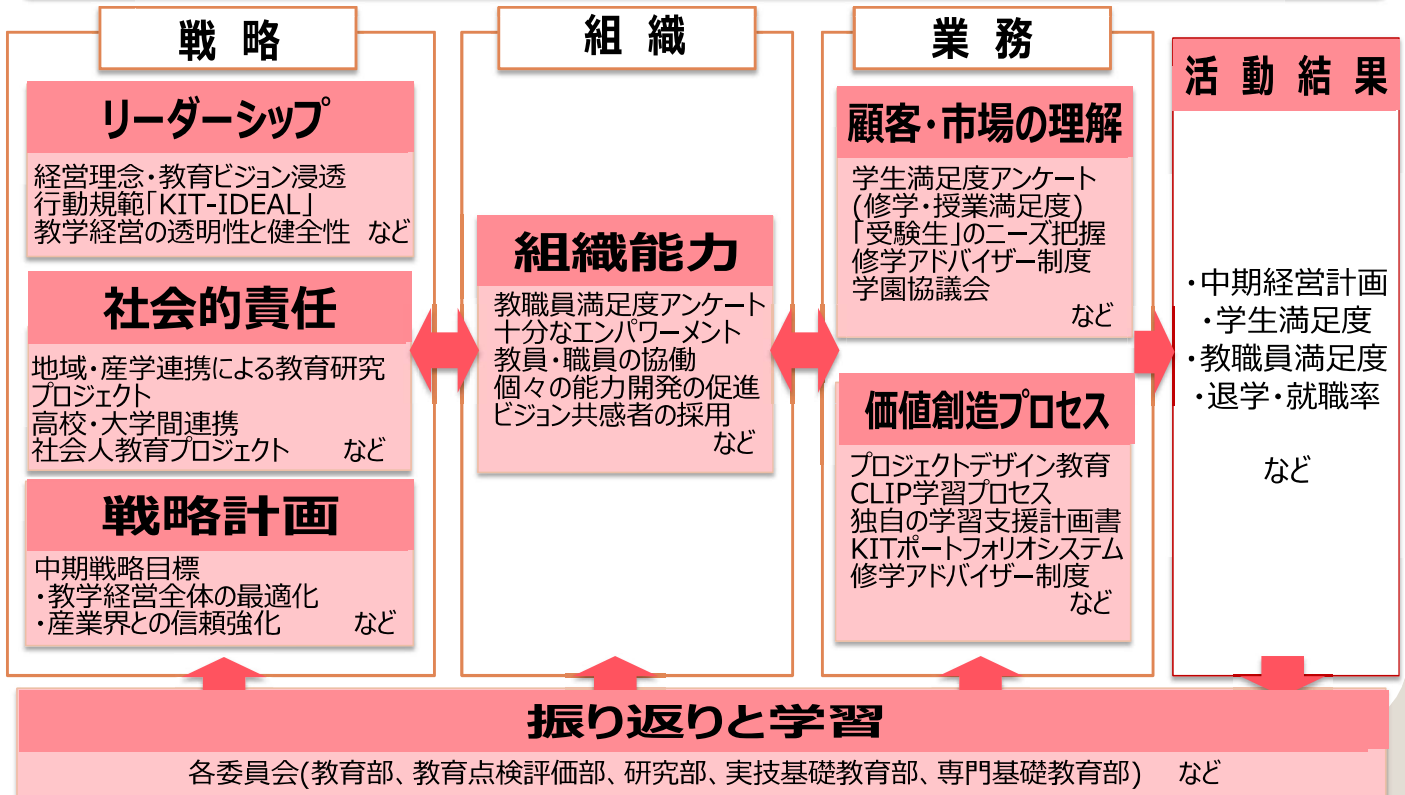 戦 略
リーダーシップ
経営理念・教育ビジョン浸透
行動規範「KIT-IDEAL」
教学経営の透明性と健全性 など
社会的責任
地域・産学連携による教育研究
プロジェクト
高校・大学間連携
社会人教育プロジェクト など
戦略計画
中期戦略目標
・教学経営全体の最適化
・産業界との信頼強化 など
組 織
組織能力
教職員満足度アンケート
十分なエンパワーメント
教員・職員の協働
個々の能力開発の促進
ビジョン共感者の採用
など
業 務
顧客・市場の理解
学生満足度アンケート
(修学・授業満足度)
「受験生」のニーズ把握
修学アドバイザー制度
学園協議会
など
価値創造プロセス
プロジェクトデザイン教育
CLIP学習プロセス
独自の学習支援計画書
KITポートフォリオシステム
修学アドバイザー制度
など
活 動 結 果
・中期経営計画
・学生満足度
・教職員満足度
・退学・就職率
など
振り返りと学習
各委員会(教育部、教育点検評価部、研究部、実技基礎教育部、専門基礎教育部) など